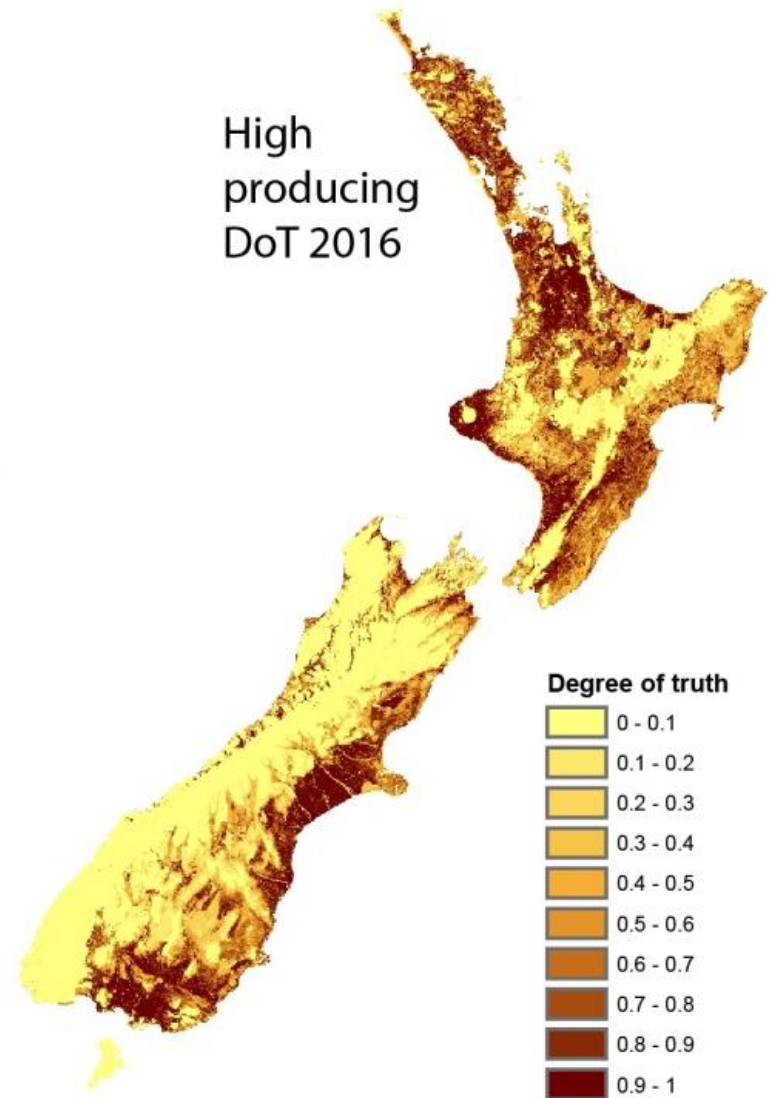 High
producing
DoT 2016
Degree of truth
0 - 0.1
0.1 - 0.2
0.2 - 0.3
0.3 - 0.4
0.4 - 0.5
0.5 - 0.6
0.6 - 0.7
0.7 - 0.8
0.8 - 0.9
0.9 - 1